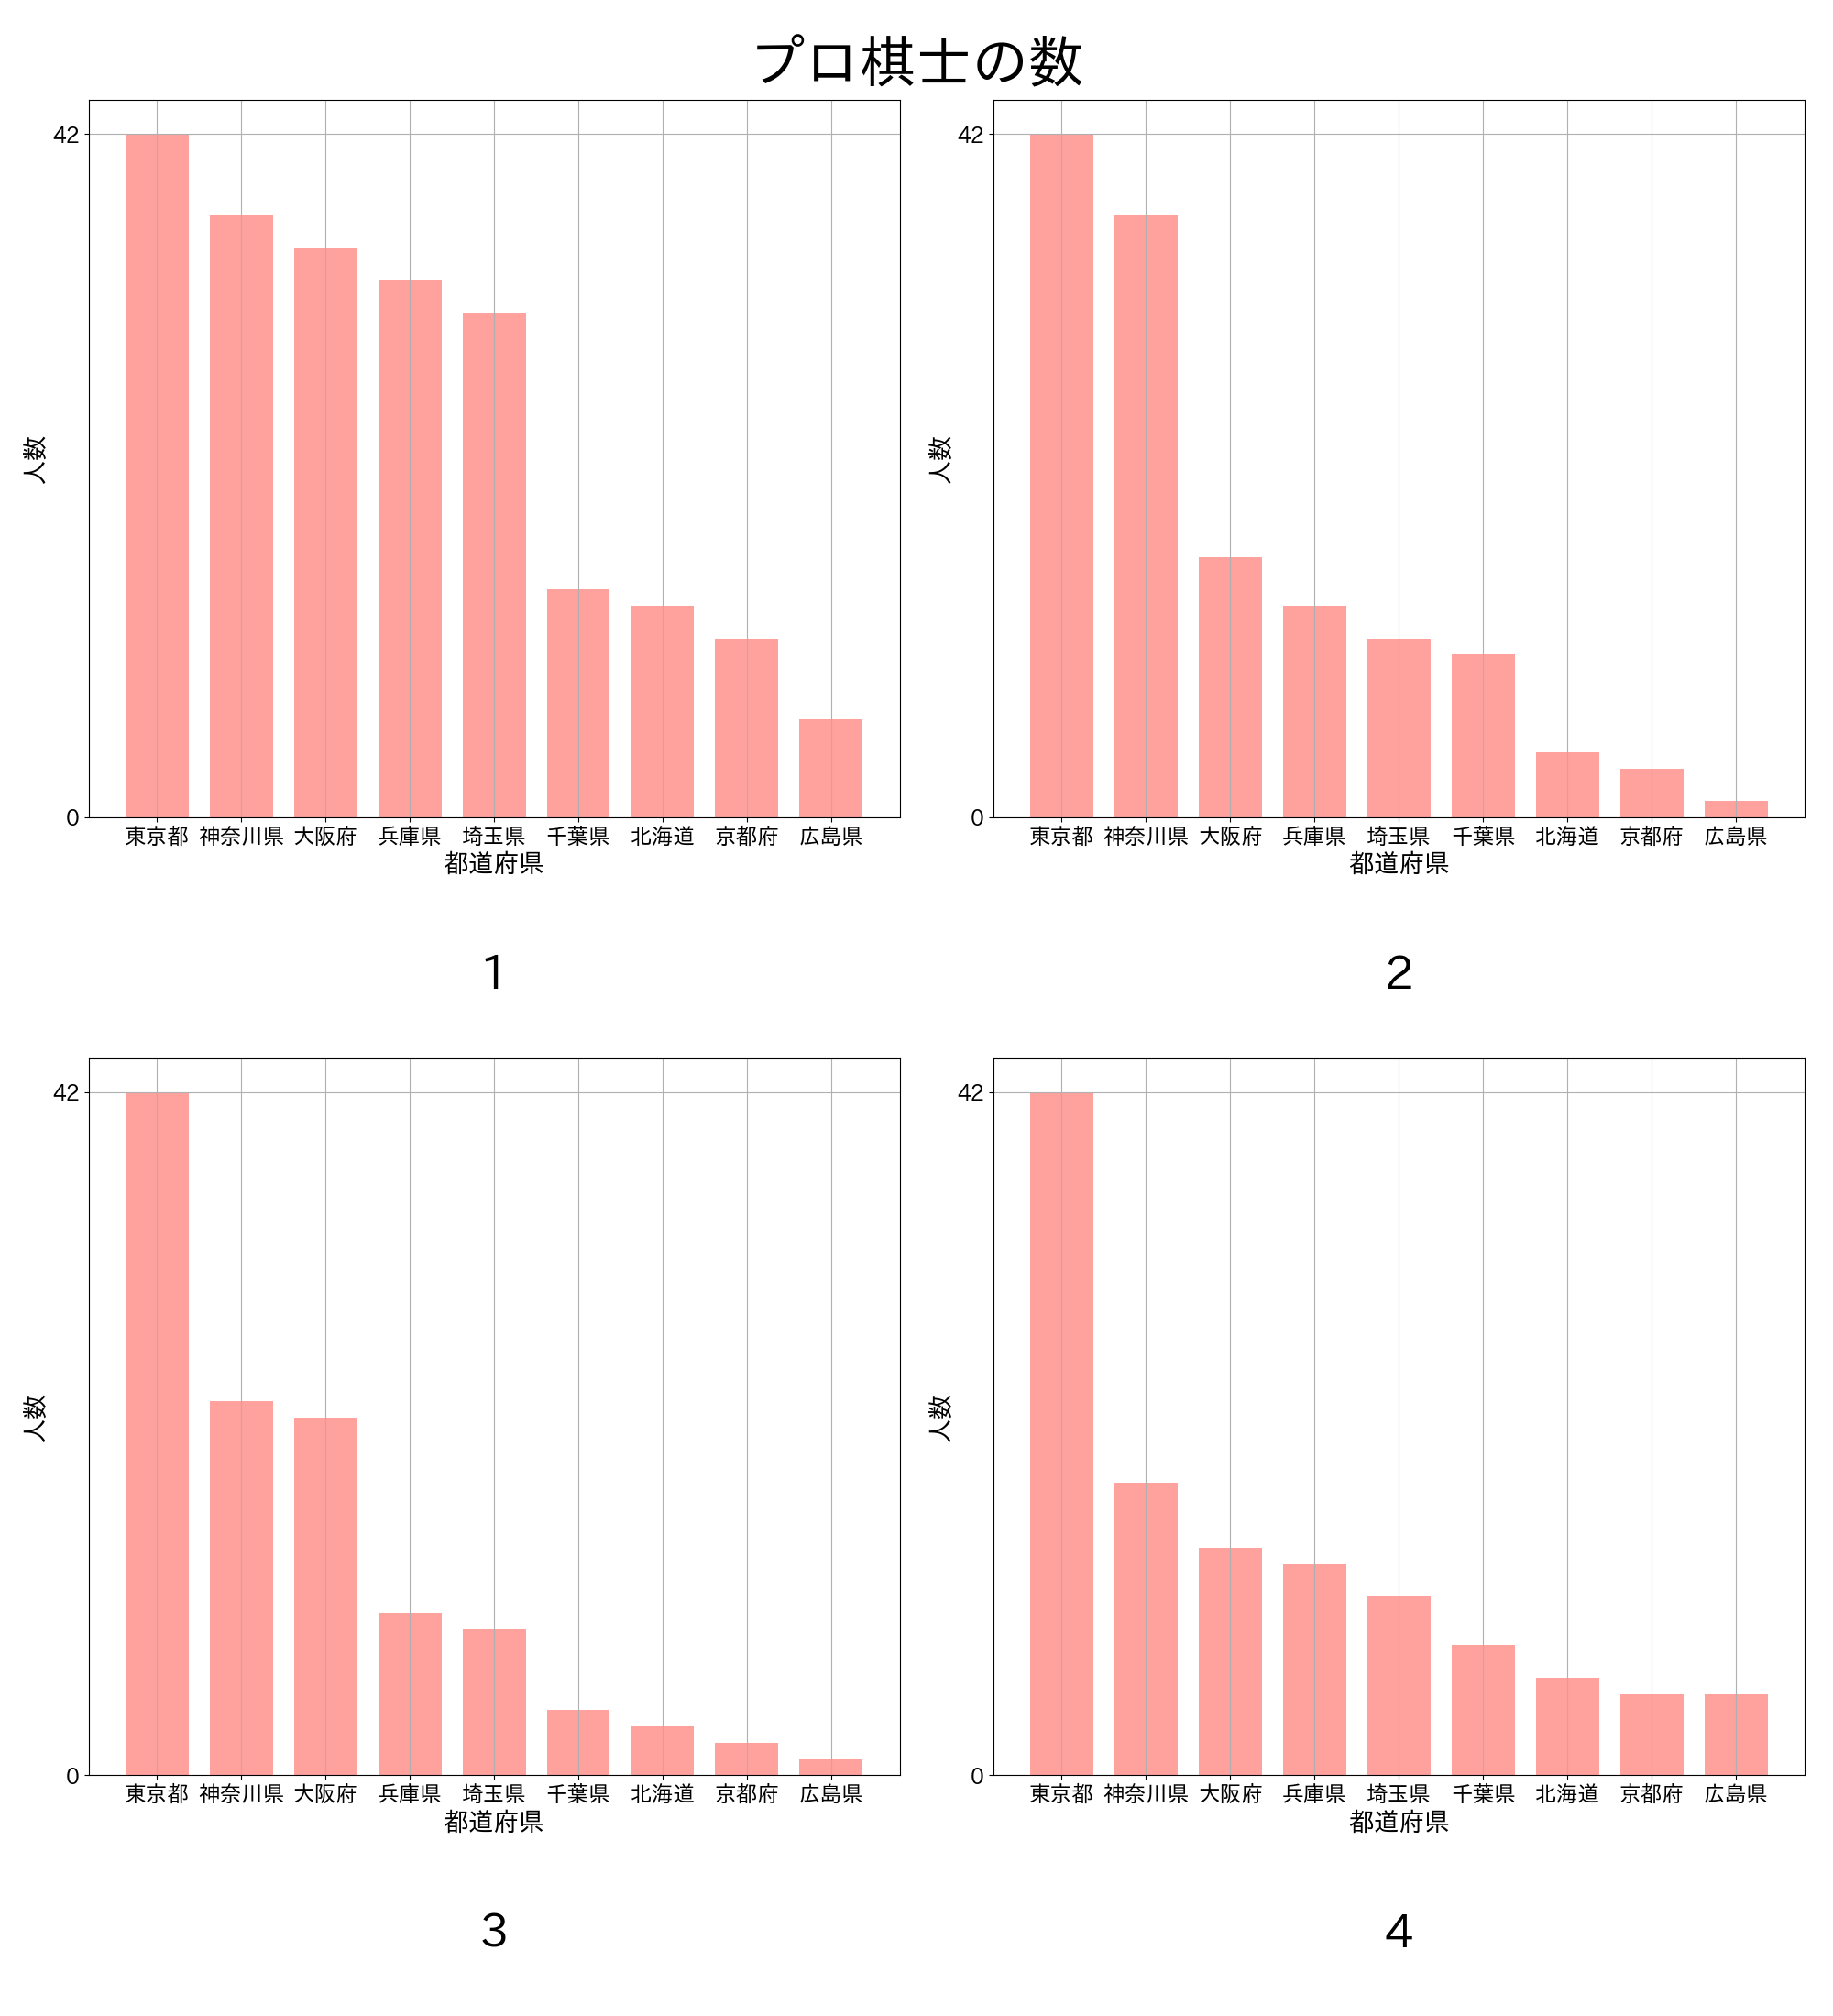 プロ棋士の数
42
0
人数
東京都 神奈川県 大阪府 兵庫県 埼玉県 千葉県 北海道 京都府 広島県
都道府県
1
42
0
人数
東京都 神奈川県 大阪府 兵庫県 埼玉県 千葉県 北海道 京都府 広島県
都道府県
2
42
0
人数
東京都 神奈川県 大阪府 兵庫県 埼玉県 千葉県 北海道 京都府 広島県
都道府県
3
42
0
人数
東京都 神奈川県 大阪府 兵庫県 埼玉県 千葉県 北海道 京都府 広島県
都道府県
4